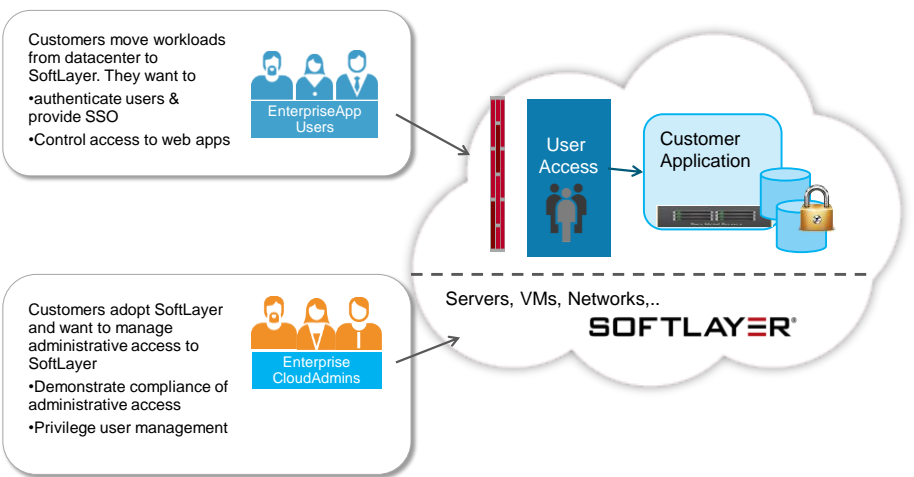 Customers move workloads
from datacenter to
SoftLayer. They want to
•authenticate users &
provide SSO
•Control access to web apps
EnterpriseApp
Users
User
Access
Customer
Application
Customers adopt SoftLayer
and want to manage
administrative access to
SoftLayer
•Demonstrate compliance of
administrative access
•Privilege user management
Enterprise
CloudAdmins
Servers, VMs, Networks,..
SOFTLAYER®